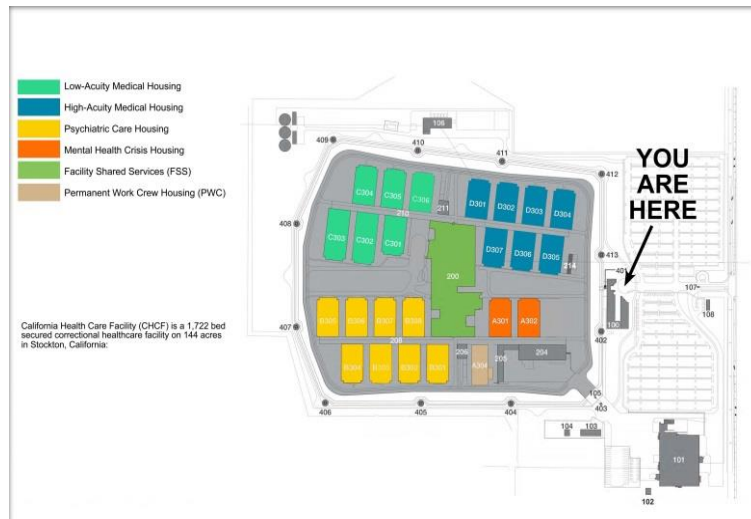 Low-Acuity Medical Housing
High-Acuity Medical Housing
Psychiatric Care Housing
Mental Health Crisis Housing
Facility Shared Services (FSS)
Permanent Work Crew Housing (PWC)
California Health Care Facility (CHCF) is a 1,722 bed
secured correctional healthcare facility on 144 acres
in Stockton, California:
YOU
ARE
HERE
106
409
410
411
412
C304
C305
C306
211
D301
D302
D303
D304
408
210
C303
C302
C301
D307
D306
D305
413
214
200
401
107
108
100
407
A301
A302
402
206
205
204
B304
B302
B301
105
406
405
404
403
104
103
101
102